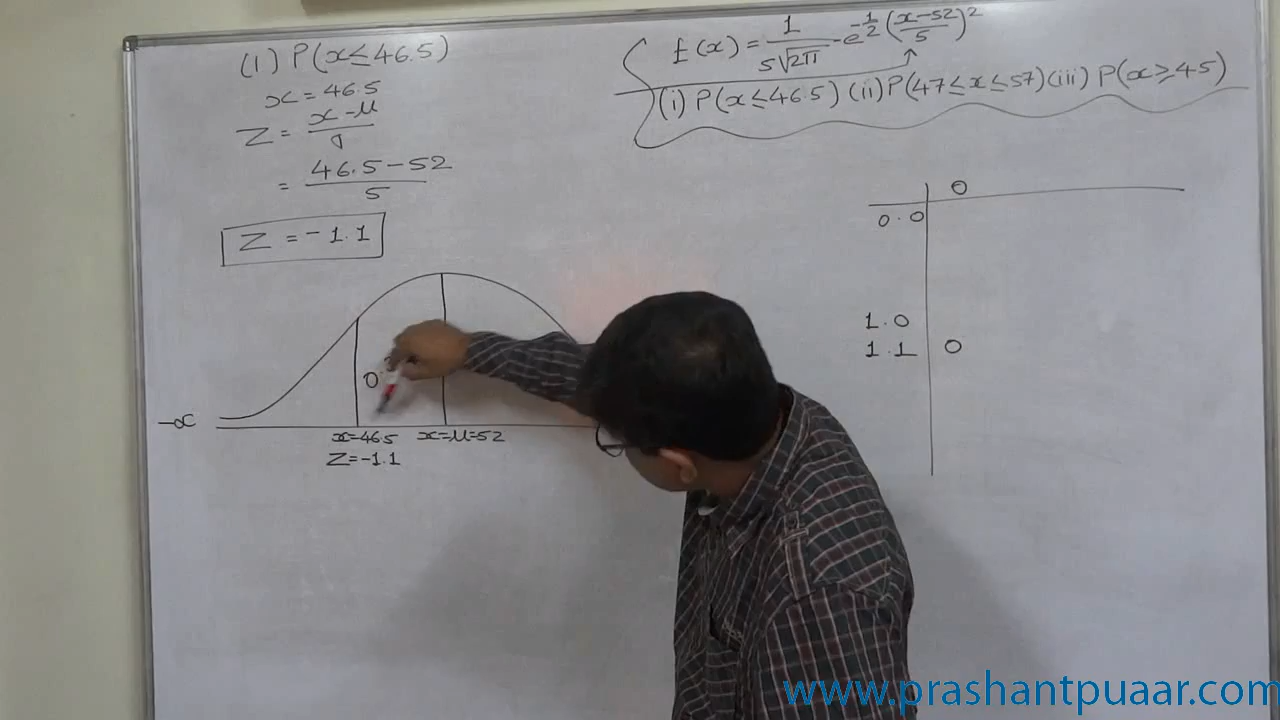 (1) P(x≤46.5)
x = 46.5
Z = x-μ / σ
= 46.5-52 / 5
Z = -1.1
f(x) = 1 / 5√2π · e^-1/2 (x-52 / 5)^2
(i) P(x≤46.5) (ii) P(47≤x≤57) (iii) P(x≥45)
0
0.0
1.0
1.1 0
0.
-∝
x=46.5 x=μ=52
Z=-1.1
www.prashantpuaar.com